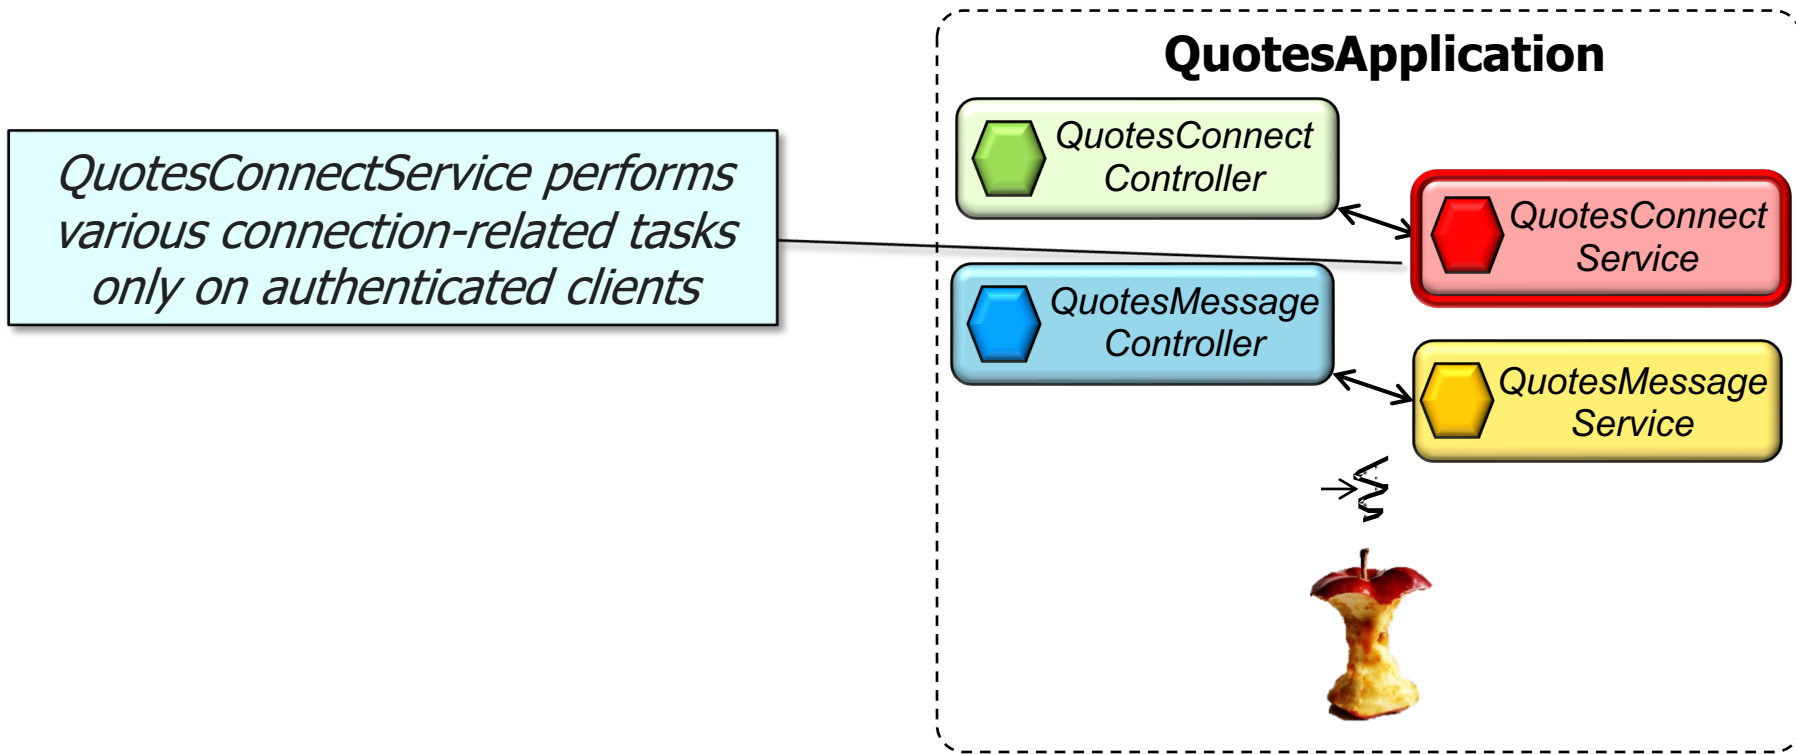 QuotesApplication
QuotesConnectService performs
various connection-related tasks
only on authenticated clients
QuotesConnect
Controller
QuotesConnect
Service
QuotesMessage
Controller
QuotesMessage
Service